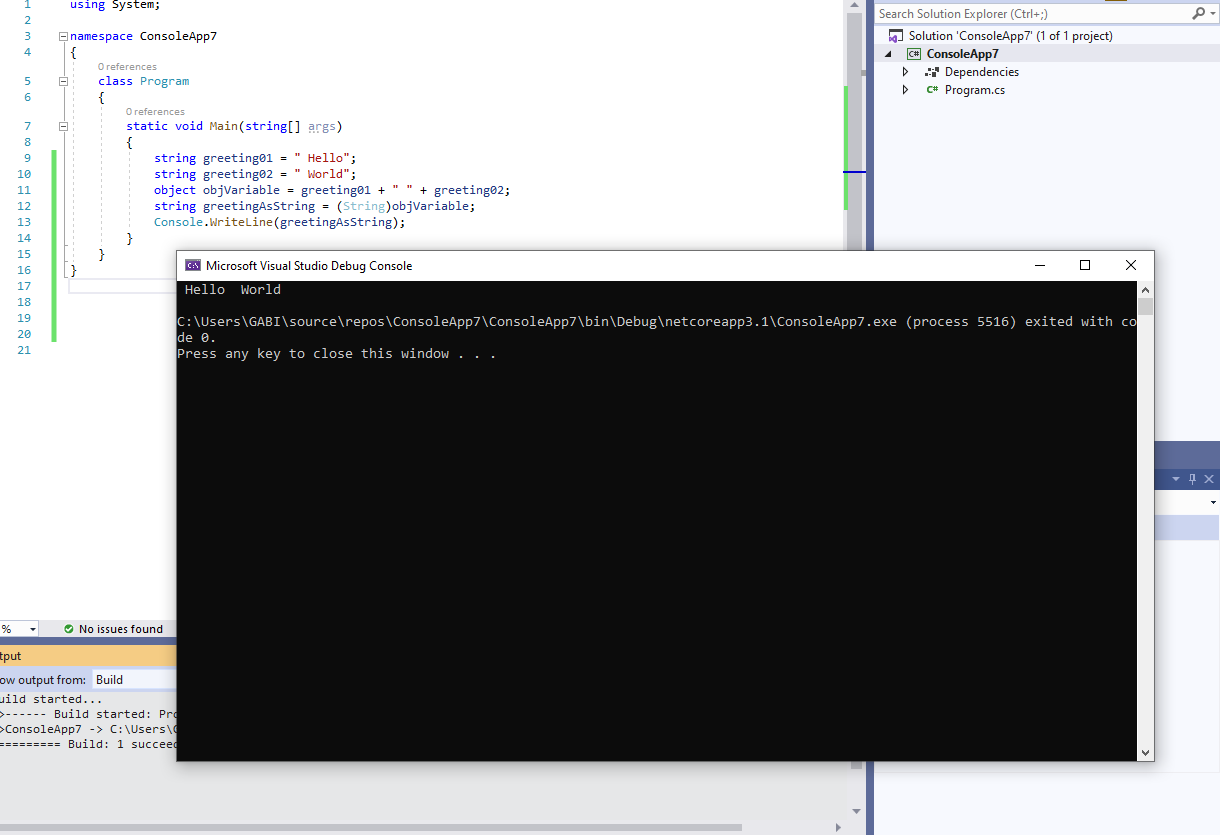 1 using System;
2
3 namespace ConsoleApp7
4 {
0 references
5 class Program
6 {
0 references
7 static void Main(string[] args)
8 {
9 string greeting01 = " Hello";
10 string greeting02 = " World";
11 object objVariable = greeting01 + " " + greeting02;
12 string greetingAsString = (String)objVariable;
13 Console.WriteLine(greetingAsString);
14 }
15 }
16 }
17
18
19
20
21
Search Solution Explorer (Ctrl+;)
Solution 'ConsoleApp7' (1 of 1 project)
C# ConsoleApp7
Dependencies
C# Program.cs
C:\ Microsoft Visual Studio Debug Console
Hello  World
C:\Users\GABI\source\repos\ConsoleApp7\ConsoleApp7\bin\Debug\netcoreapp3.1\ConsoleApp7.exe (process 5516) exited with co
de 0.
Press any key to close this window . . .
% No issues found
tput
ow output from: Build
uild started...
>------ Build started: Pro
>ConsoleApp7 -> C:\Users\G
========= Build: 1 succeed